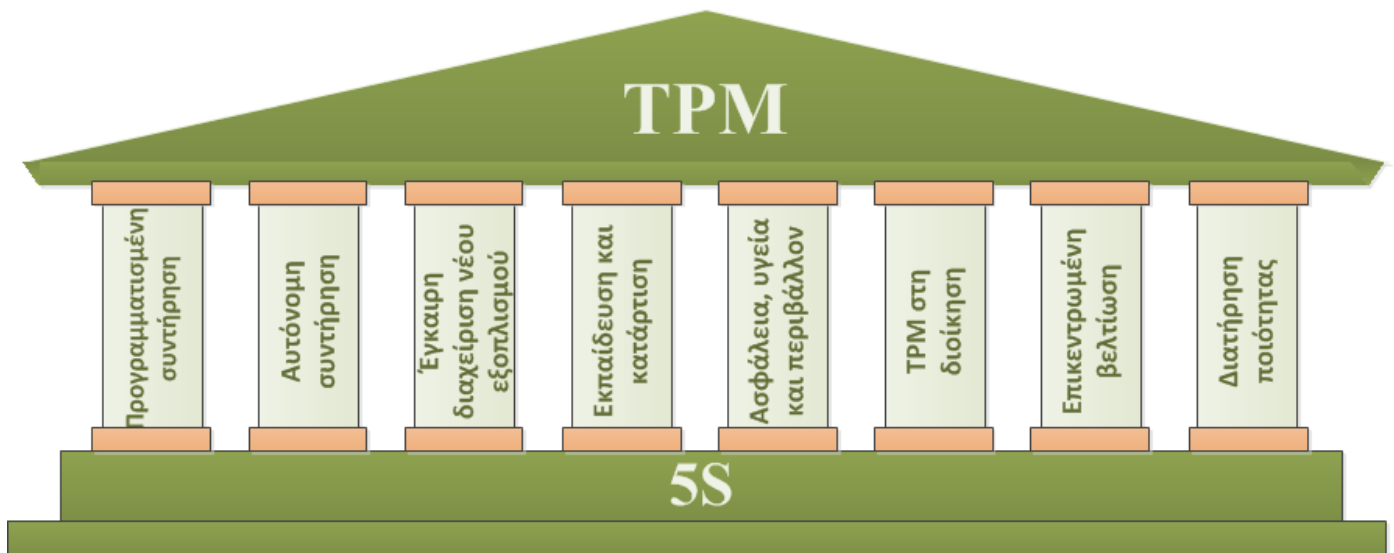 TPM
Προγραμματισμένη
συντήρηση
Αυτόνομη
συντήρηση
Έγκαιρη
διαχείριση νέου
εξοπλισμού
Εκπαίδευση και
κατάρτιση
Ασφάλεια, υγεία
και περιβάλλον
TPM στη
διοίκηση
Επικεντρωμένη
βελτίωση
Διατήρηση
ποιότητας
5S